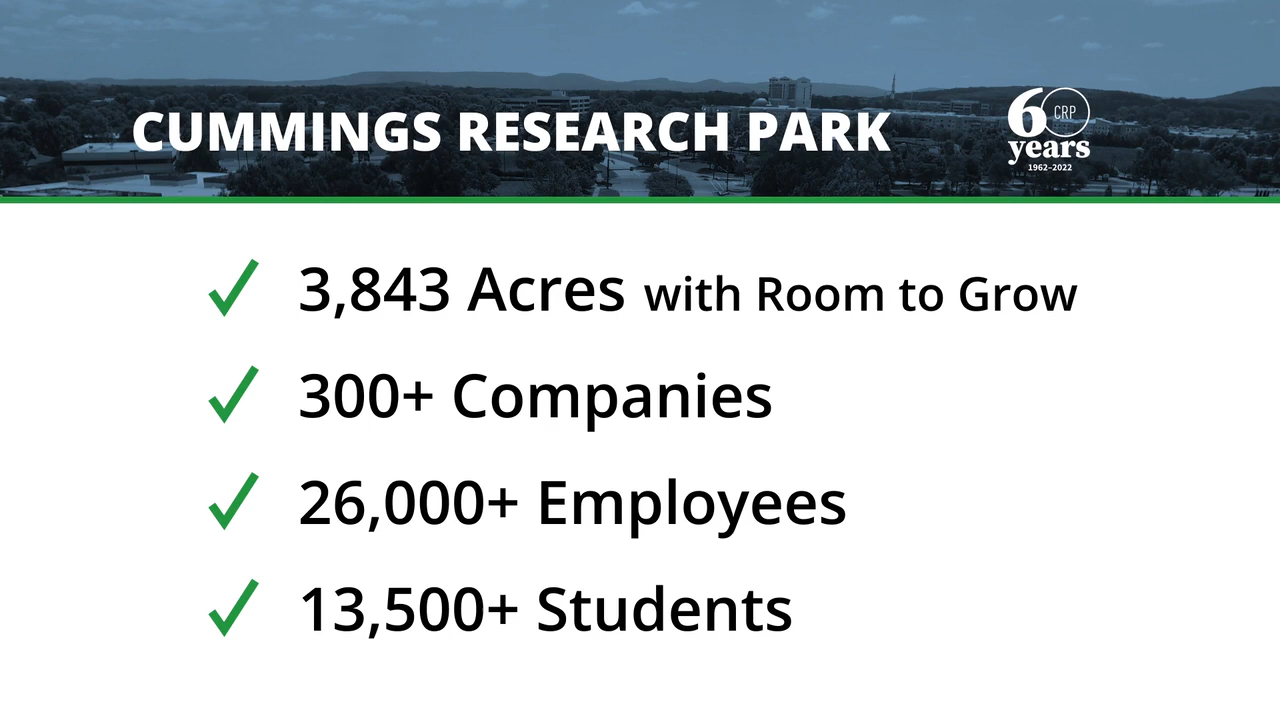 CUMMINGS RESEARCH PARK
60 CRP
years
1962–2022
3,843 Acres with Room to Grow
300+ Companies
26,000+ Employees
13,500+ Students